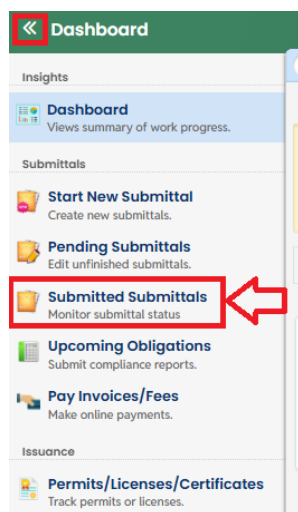 Dashboard
Insights
Dashboard
Views summary of work progress.
Submittals
Start New Submittal
Create new submittals.
Pending Submittals
Edit unfinished submittals.
Submitted Submittals
Monitor submittal status
Upcoming Obligations
Submit compliance reports.
Pay Invoices/Fees
Make online payments.
Issuance
Permits/Licenses/Certificates
Track permits or licenses.